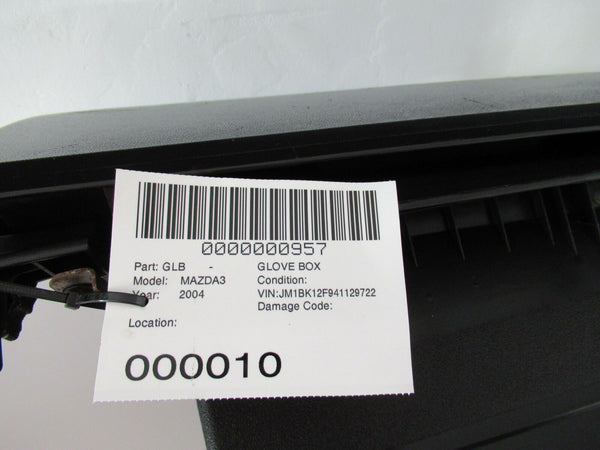 0000000957
Part: GLB - GLOVE BOX
Model: MAZDA3 Condition:
Year: 2004 VIN:JM1BK12F941129722
Damage Code:
Location:
000010